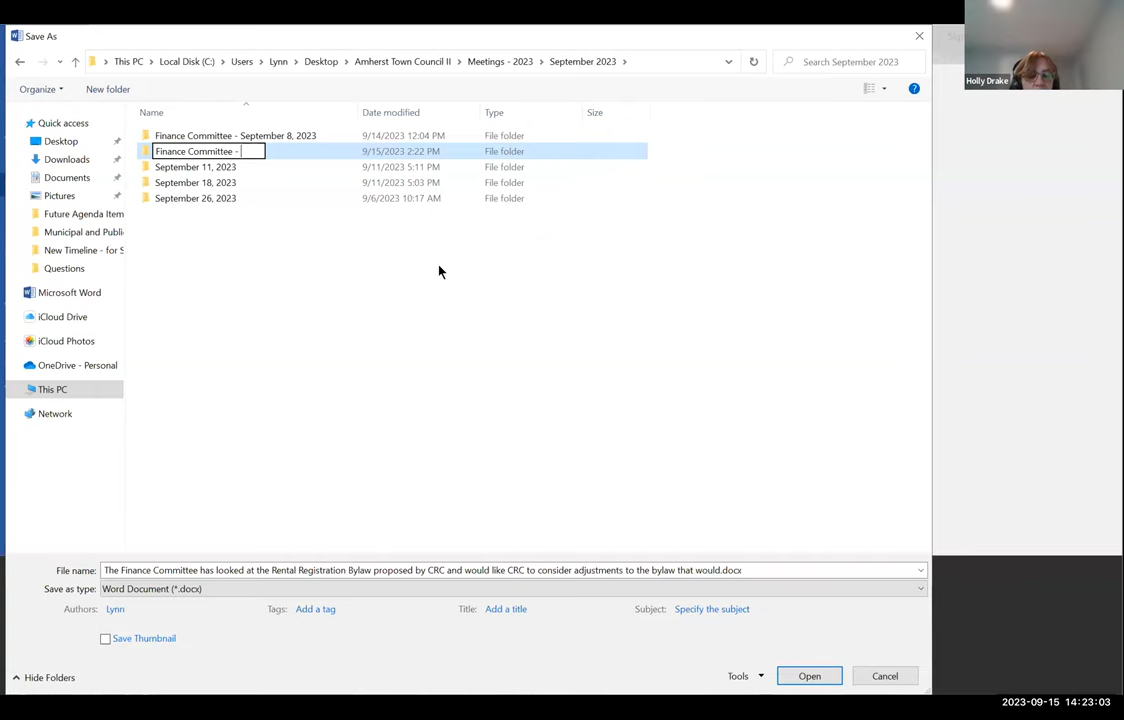 Save As
This PC > Local Disk (C:) > Users > Lynn > Desktop > Amherst Town Council II > Meetings - 2023 > September 2023 >
Search September 2023
Holly Drake
Organize
New folder
Name
Date modified
Type
Size
Quick access
Desktop
Downloads
Documents
Pictures
Future Agenda Item
Municipal and Publi
New Timeline - for S
Questions
Microsoft Word
iCloud Drive
iCloud Photos
OneDrive - Personal
This PC
Network
Finance Committee - September 8, 2023 9/14/2023 12:04 PM File folder
Finance Committee - 9/15/2023 2:22 PM File folder
September 11, 2023 9/11/2023 5:11 PM File folder
September 18, 2023 9/11/2023 5:03 PM File folder
September 26, 2023 9/6/2023 10:17 AM File folder
File name: The Finance Committee has looked at the Rental Registration Bylaw proposed by CRC and would like CRC to consider adjustments to the bylaw that would.docx
Save as type: Word Document (*.docx)
Authors: Lynn
Tags: Add a tag
Title: Add a title
Subject: Specify the subject
Save Thumbnail
Hide Folders
Tools
Open
Cancel
2023-09-15 14:23:03